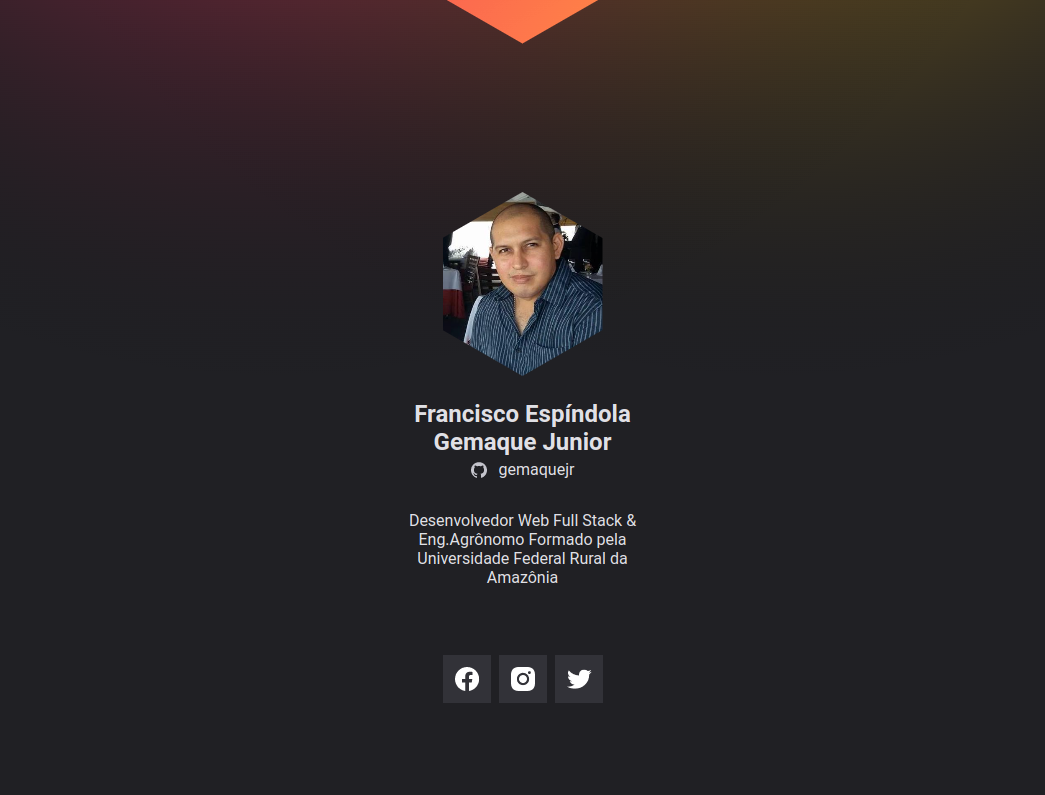 Francisco Espíndola
Gemaque Junior
gemaquejr
Desenvolvedor Web Full Stack &
Eng.Agrônomo Formado pela
Universidade Federal Rural da
Amazônia